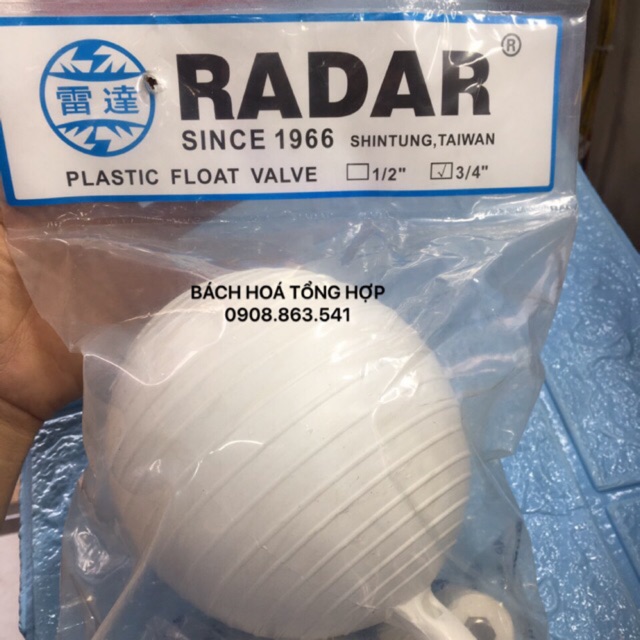 雷達
RADAR®
SINCE 1966 SHINTUNG,TAIWAN
PLASTIC FLOAT VALVE ☐1/2" ☑3/4"
BÁCH HOÁ TỔNG HỢP
0908.863.541